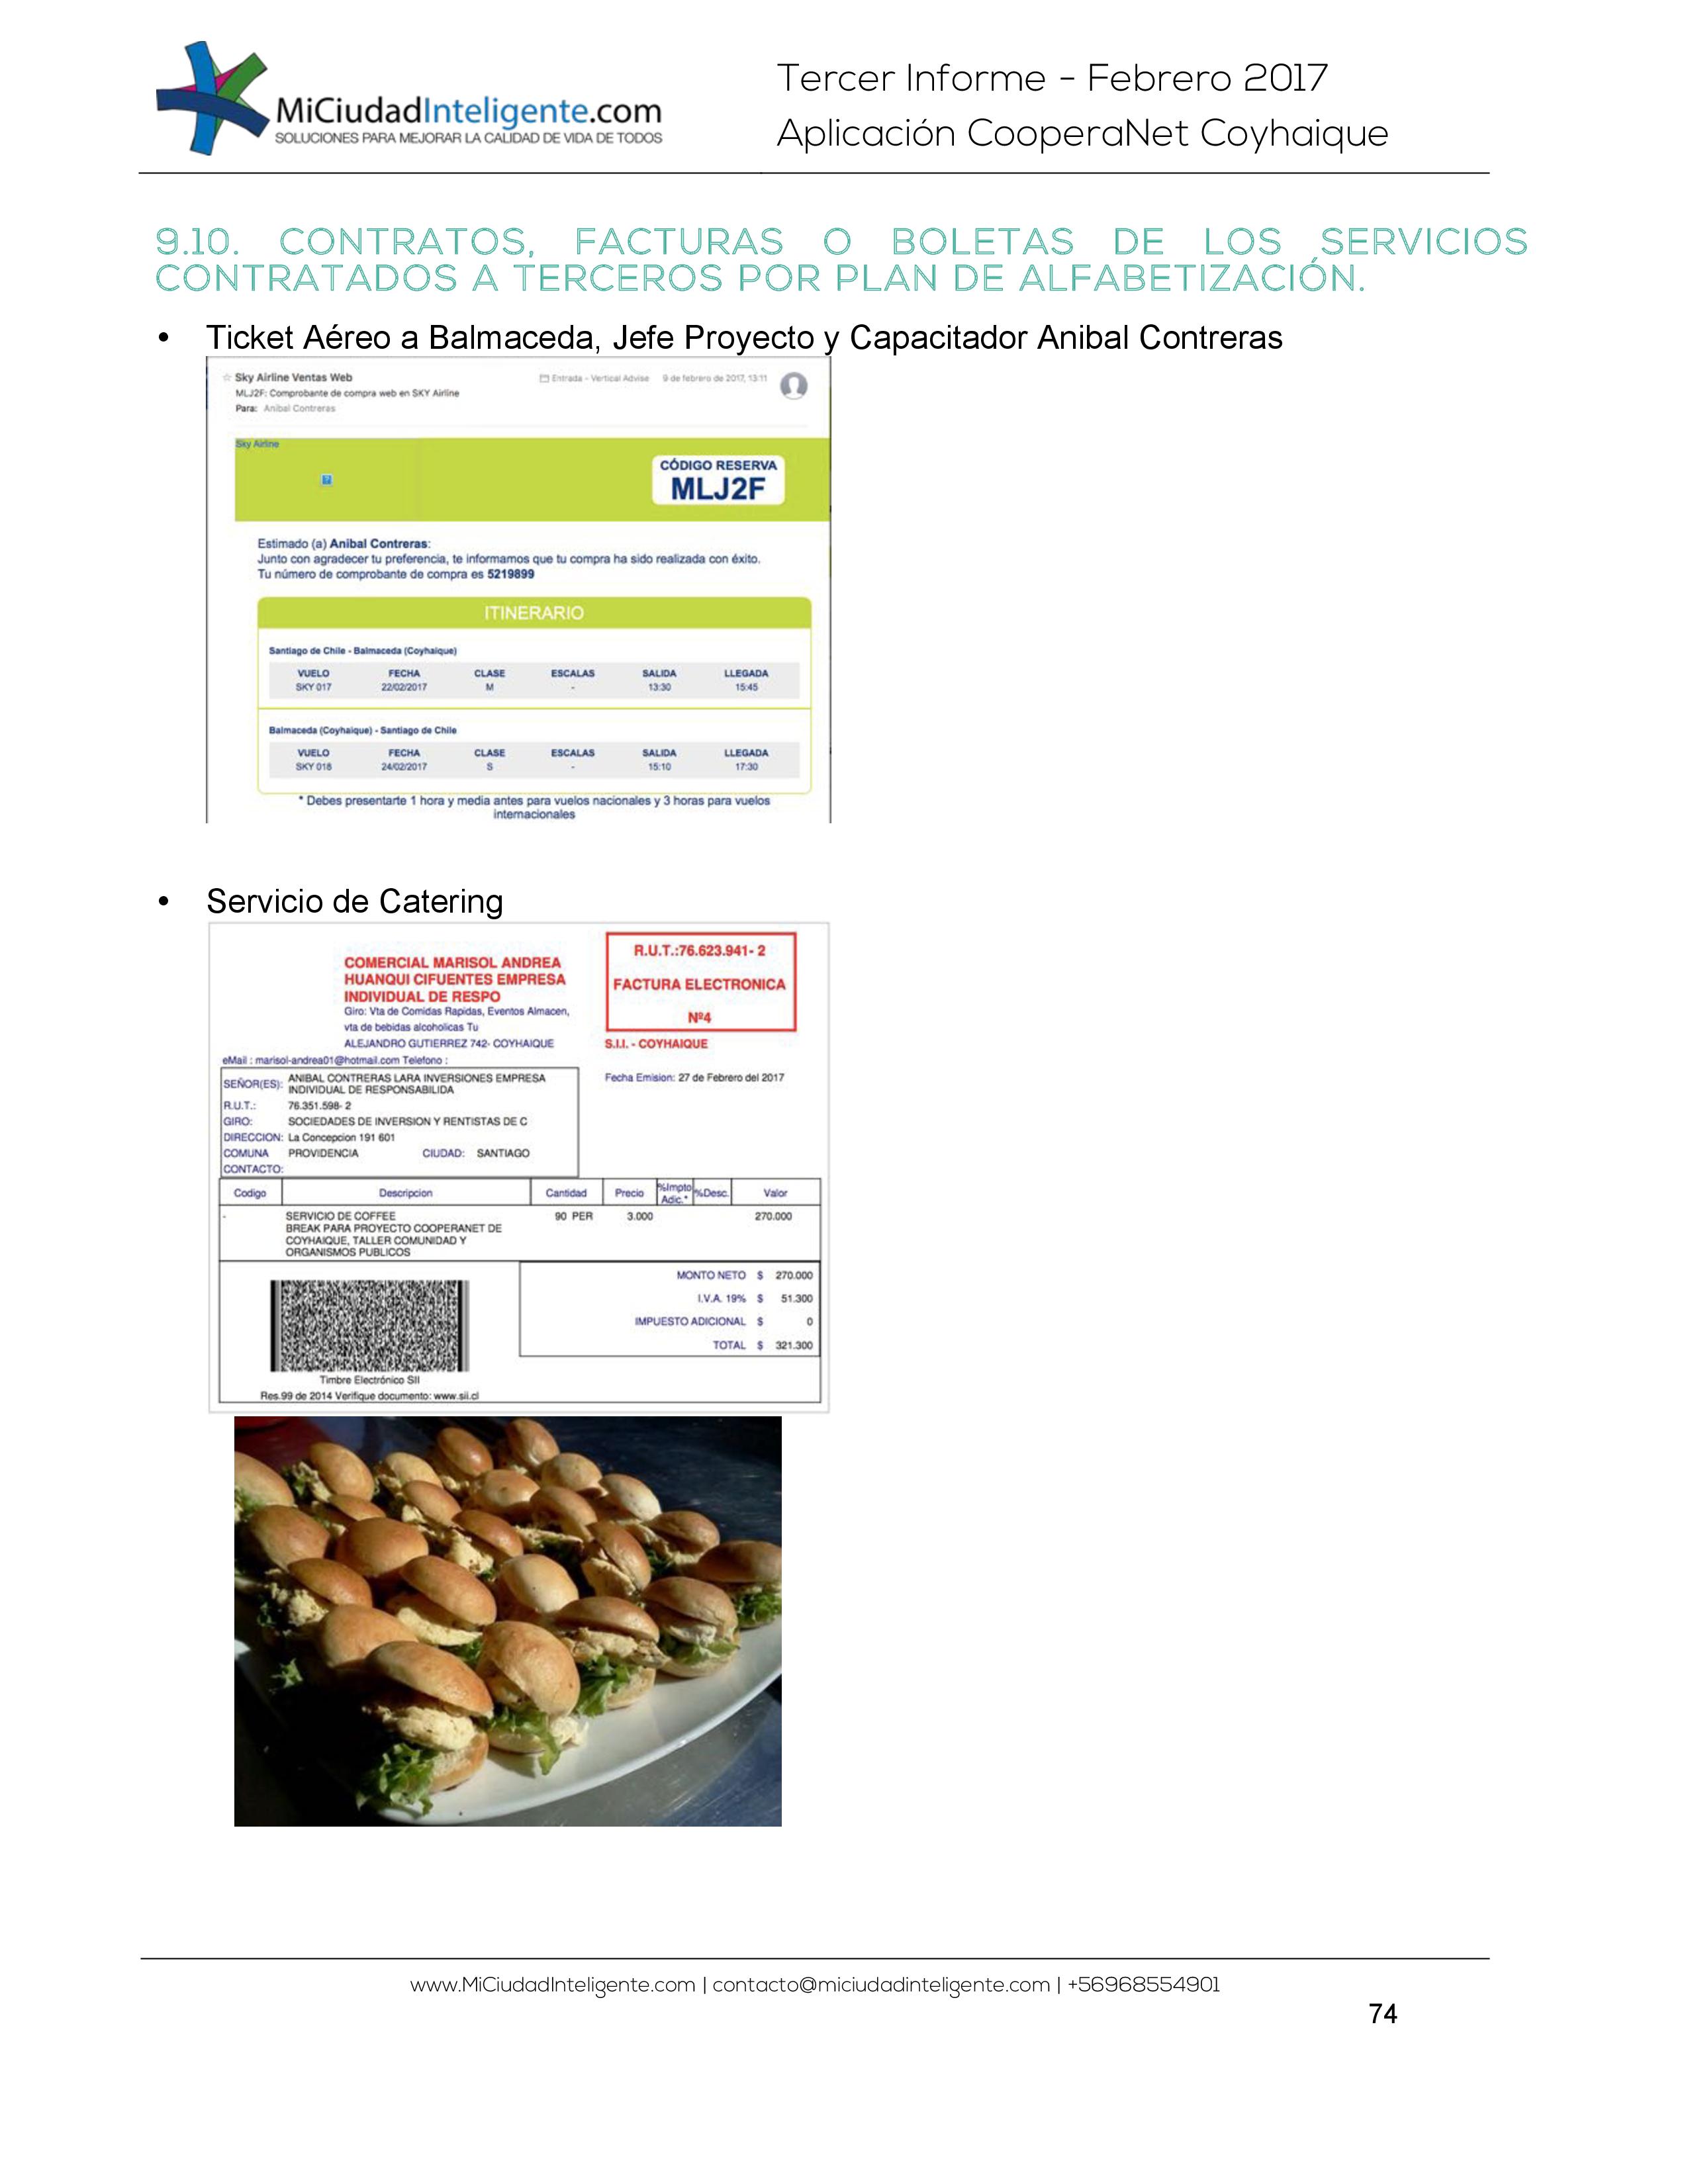 MiCiudadInteligente.com
SOLUCIONES PARA MEJORAR LA CALIDAD DE VIDA DE TODOS
Tercer Informe - Febrero 2017
Aplicación CooperaNet Coyhaique
9.10. CONTRATOS, FACTURAS O BOLETAS DE LOS SERVICIOS
CONTRATADOS A TERCEROS POR PLAN DE ALFABETIZACIÓN.
• Ticket Aéreo a Balmaceda, Jefe Proyecto y Capacitador Anibal Contreras
Sky Airline Ventas Web
Entrada - Vertical Advise 9 de febrero de 2017, 13:11
MLJ2F: Comprobante de compra web en SKY Airline
Para: Anibal Contreras
Sky Airline
CÓDIGO RESERVA
MLJ2F
Estimado (a) Anibal Contreras:
Junto con agradecer tu preferencia, te informamos que tu compra ha sido realizada con éxito.
Tu número de comprobante de compra es 5219899
ITINERARIO
Santiago de Chile - Balmaceda (Coyhaique)
VUELO FECHA CLASE ESCALAS SALIDA LLEGADA
SKY 017 22/02/2017 M - 13:30 15:45
Balmaceda (Coyhaique) - Santiago de Chile
VUELO FECHA CLASE ESCALAS SALIDA LLEGADA
SKY 018 24/02/2017 S - 15:10 17:30
* Debes presentarte 1 hora y media antes para vuelos nacionales y 3 horas para vuelos
internacionales
• Servicio de Catering
COMERCIAL MARISOL ANDREA
HUANQUI CIFUENTES EMPRESA
INDIVIDUAL DE RESPO
Giro: Vta de Comidas Rapidas, Eventos Almacen,
vta de bebidas alcoholicas Tu
ALEJANDRO GUTIERREZ 742- COYHAIQUE
eMail : marisol-andrea01@hotmail.com Telefono :
R.U.T.:76.623.941- 2
FACTURA ELECTRONICA
Nº4
S.I.I. - COYHAIQUE
Fecha Emision: 27 de Febrero del 2017
SEÑOR(ES): ANIBAL CONTRERAS LARA INVERSIONES EMPRESA
INDIVIDUAL DE RESPONSABILIDA
R.U.T.: 76.351.598- 2
GIRO: SOCIEDADES DE INVERSION Y RENTISTAS DE C
DIRECCION: La Concepcion 191 601
COMUNA PROVIDENCIA CIUDAD: SANTIAGO
CONTACTO:
Codigo Descripcion Cantidad Precio %Impto Adic.* %Desc. Valor
- SERVICIO DE COFFEE 90 PER 3.000 270.000
BREAK PARA PROYECTO COOPERANET DE
COYHAIQUE, TALLER COMUNIDAD Y
ORGANISMOS PUBLICOS
MONTO NETO $ 270.000
I.V.A. 19% $ 51.300
IMPUESTO ADICIONAL $ 0
TOTAL $ 321.300
Timbre Electrónico SII
Res.99 de 2014 Verifique documento: www.sii.cl
www.MiCiudadInteligente.com | contacto@miciudadinteligente.com | +56968554901
74